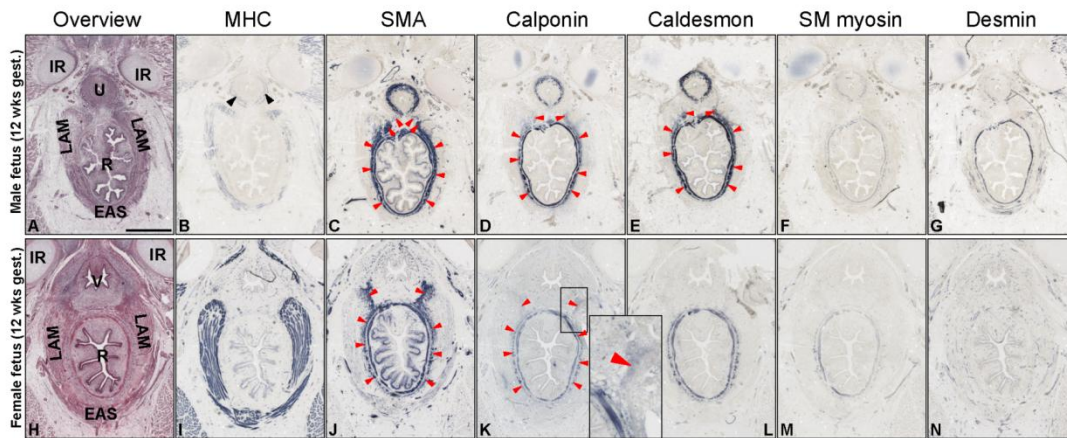 Overview MHC SMA Calponin Caldesmon SM myosin Desmin
Male fetus (12 wks gest.)
IR IR
U
LAM LAM
R
EAS
A B C D E F G
Female fetus (12 wks gest.)
IR IR
V
LAM LAM
R
EAS
H I J K L M N